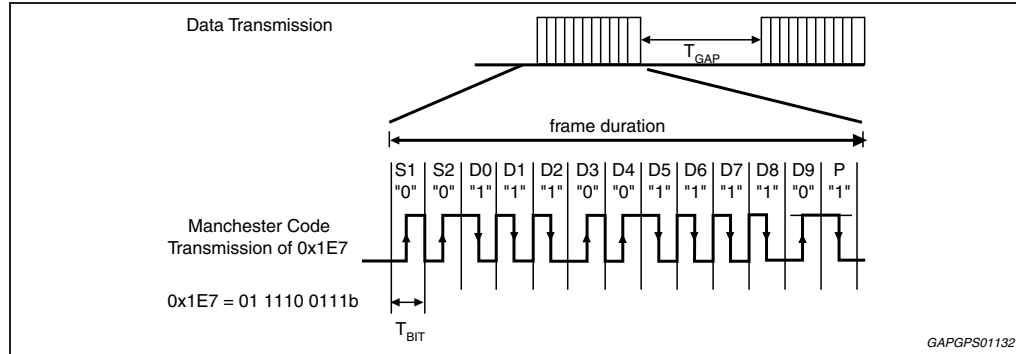 Data Transmission
T_GAP
frame duration
S1 S2 D0 D1 D2 D3 D4 D5 D6 D7 D8 D9 P
"0" "0" "1" "1" "1" "0" "0" "1" "1" "1" "1" "0" "1"
Manchester Code
Transmission of 0x1E7
0x1E7 = 01 1110 0111b
T_BIT
GAPGPS01132